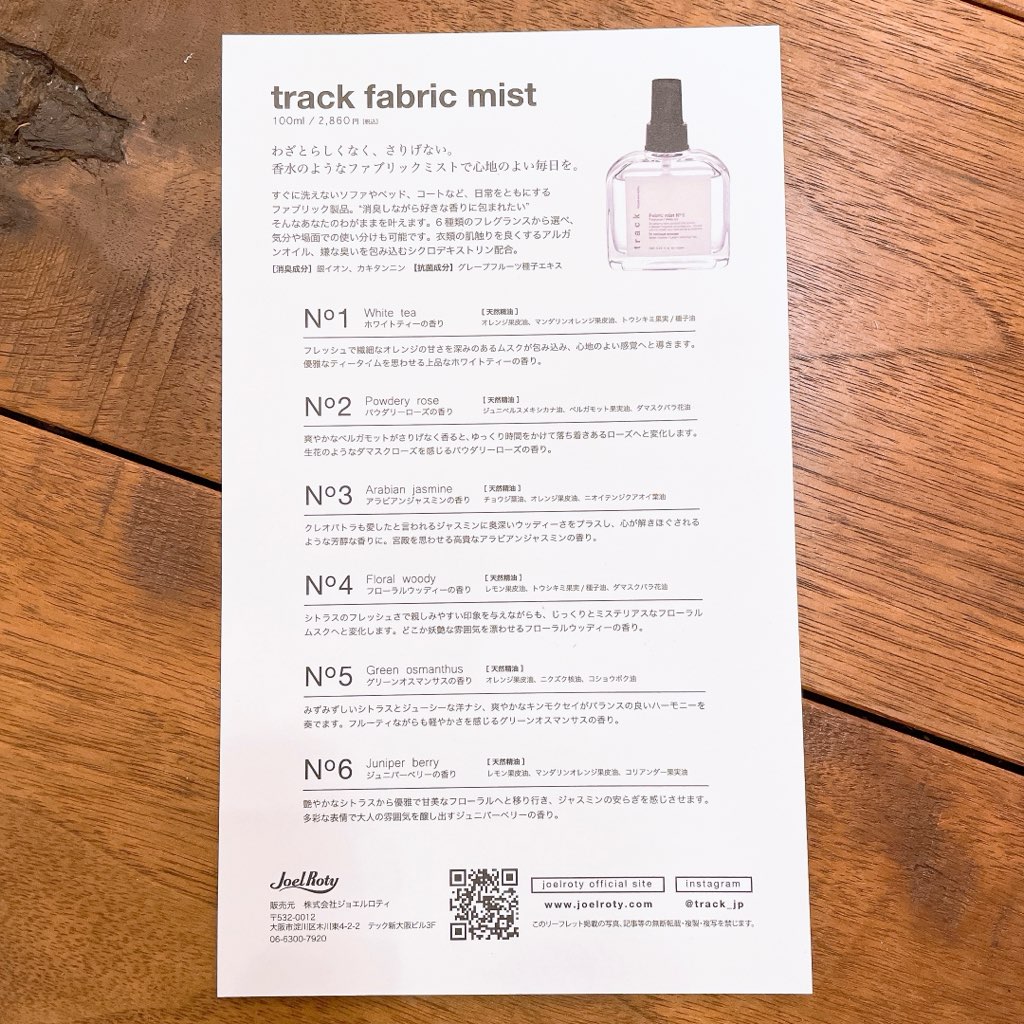 track fabric mist
100ml / 2,860円 [税込]
わざとらしくなく、さりげない。
香水のようなファブリックミストで心地のよい毎日を。
すぐに洗えないソファやベッド、コートなど、日常をともにする
ファブリック製品。“消臭しながら好きな香りに包まれたい”
そんなあなたのわがままを叶えます。6種類のフレグランスから選べ、
気分や場面での使い分けも可能です。衣類の肌触りを良くするアルガ
ンオイル、嫌な臭いを包み込むシクロデキストリン配合。
【消臭成分】銀イオン、カキタンニン 【抗菌成分】グレープフルーツ種子エキス
track
Fabric mist Nº1
Nº1 White tea [天然精油]
ホワイトティーの香り オレンジ果皮油、マンダリンオレンジ果皮油、トウシキミ果実/種子油
フレッシュで繊細なオレンジの甘さを深みのあるムスクが包み込み、心地のよい感覚へと導きます。
優雅なティータイムを思わせる上品なホワイトティーの香り。
Nº2 Powdery rose [天然精油]
パウダリーローズの香り ジュニペルスメキシカナ油、ベルガモット果実油、ダマスクバラ花油
爽やかなベルガモットがさりげなく香ると、ゆっくり時間をかけて落ち着きあるローズへと変化します。
生花のようなダマスクローズを感じるパウダリーローズの香り。
Nº3 Arabian jasmine [天然精油]
アラビアンジャスミンの香り チョウジ葉油、オレンジ果皮油、ニオイテンジクアオイ葉油
クレオパトラも愛したと言われるジャスミンに奥深いウッディーさをプラスし、心が解きほぐされる
ような芳醇な香りに。宮殿を思わせる高貴なアラビアンジャスミンの香り。
Nº4 Floral woody [天然精油]
フローラルウッディーの香り レモン果皮油、トウシキミ果実/種子油、ダマスクバラ花油
シトラスのフレッシュさで親しみやすい印象を与えながらも、じっくりとミステリアスなフローラル
ムスクへと変化します。どこか妖艶な雰囲気を漂わせるフローラルウッディーの香り。
Nº5 Green osmanthus [天然精油]
グリーンオスマンサスの香り オレンジ果皮油、ニクズク核油、コショウボク油
みずみずしいシトラスとジューシーな洋ナシ、爽やかなキンモクセイがバランスの良いハーモニーを
奏でます。フルーティながらも軽やかさを感じるグリーンオスマンサスの香り。
Nº6 Juniper berry [天然精油]
ジュニパーベリーの香り レモン果皮油、マンダリンオレンジ果皮油、コリアンダー果実油
艶やかなシトラスから優雅で甘美なフローラルへと移り行き、ジャスミンの安らぎを感じさせます。
多彩な表情で大人の雰囲気を醸し出すジュニパーベリーの香り。
JoelRoty
販売元 株式会社ジョエルロティ
〒532-0012
大阪市淀川区木川東4-2-2 テック新大阪ビル3F
06-6300-7920
joelroty official site
www.joelroty.com
instagram
@track_jp
このリーフレット掲載の写真、記事等の無断転載・複製・複写を禁じます。